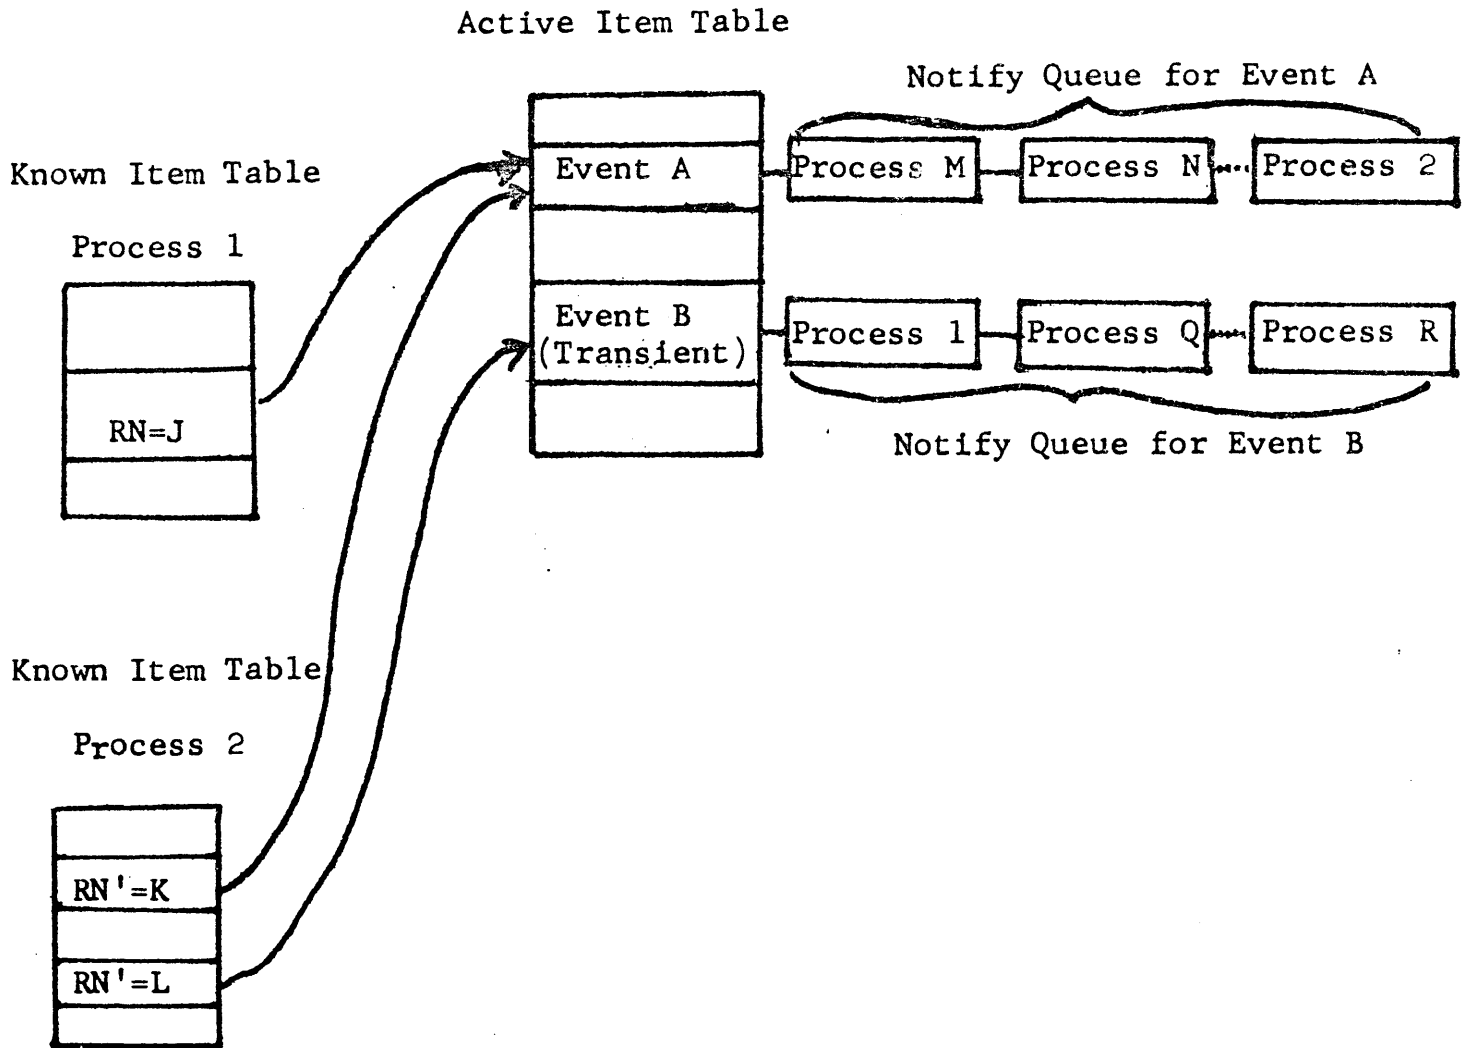 Active Item Table
Notify Queue for Event A
Known Item Table
Process 1
RN=J
Event A
Process M
Process N
Process 2
Event B
(Transient)
Process 1
Process Q
Process R
Notify Queue for Event B
Known Item Table
Process 2
RN'=K
RN'=L